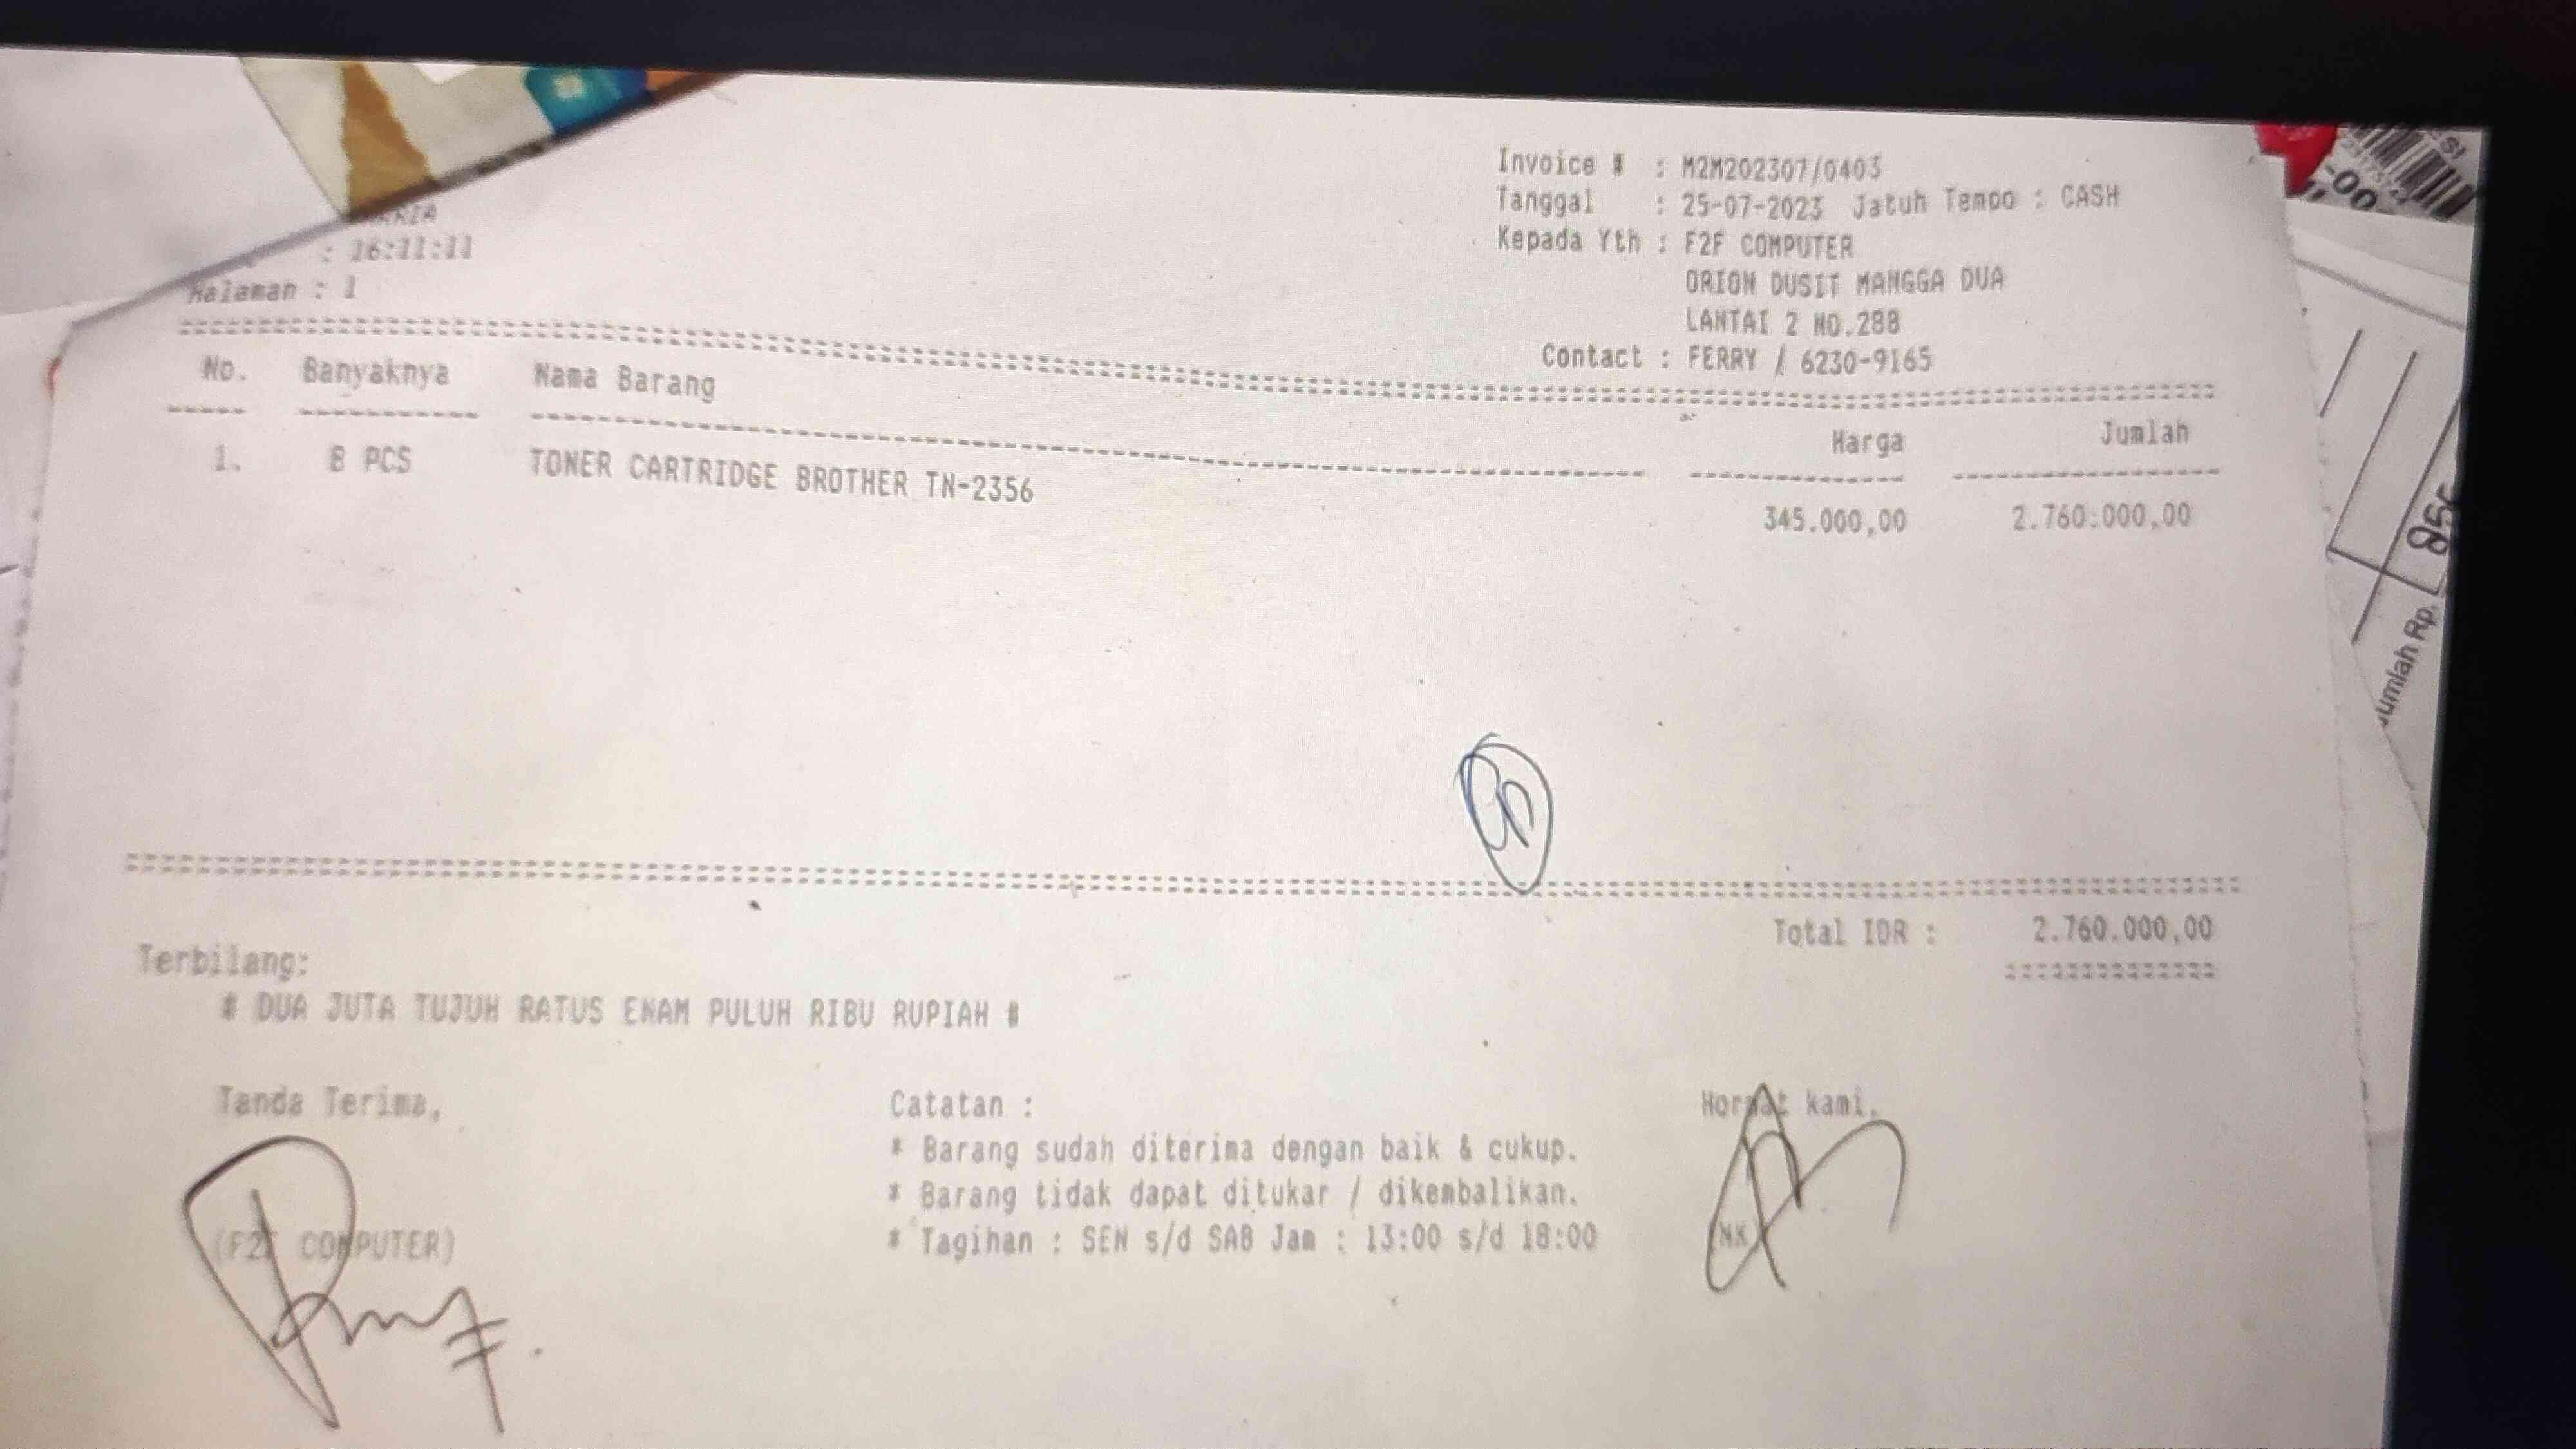 Invoice # : M2M202307/0403
Tanggal : 25-07-2023 Jatuh Tempo : CASH
Kepada Yth : F2F COMPUTER
ORION DUSIT MANGGA DUA
LANTAI 2 NO.288
Contact : FERRY / 6230-9165
: 16:11:11
Halaman : 1
No. Banyaknya Nama Barang Harga Jumlah
1. 8 PCS TONER CARTRIDGE BROTHER TN-2356 345.000,00 2.760.000,00
Total IDR : 2.760.000,00
Terbilang:
# DUA JUTA TUJUH RATUS ENAM PULUH RIBU RUPIAH #
Tanda Terima, Catatan : Hormat kami,
* Barang sudah diterima dengan baik & cukup.
* Barang tidak dapat ditukar / dikembalikan.
* Tagihan : SEN s/d SAB Jam : 13:00 s/d 18:00
(F2F COMPUTER)
Jumlah Rp.